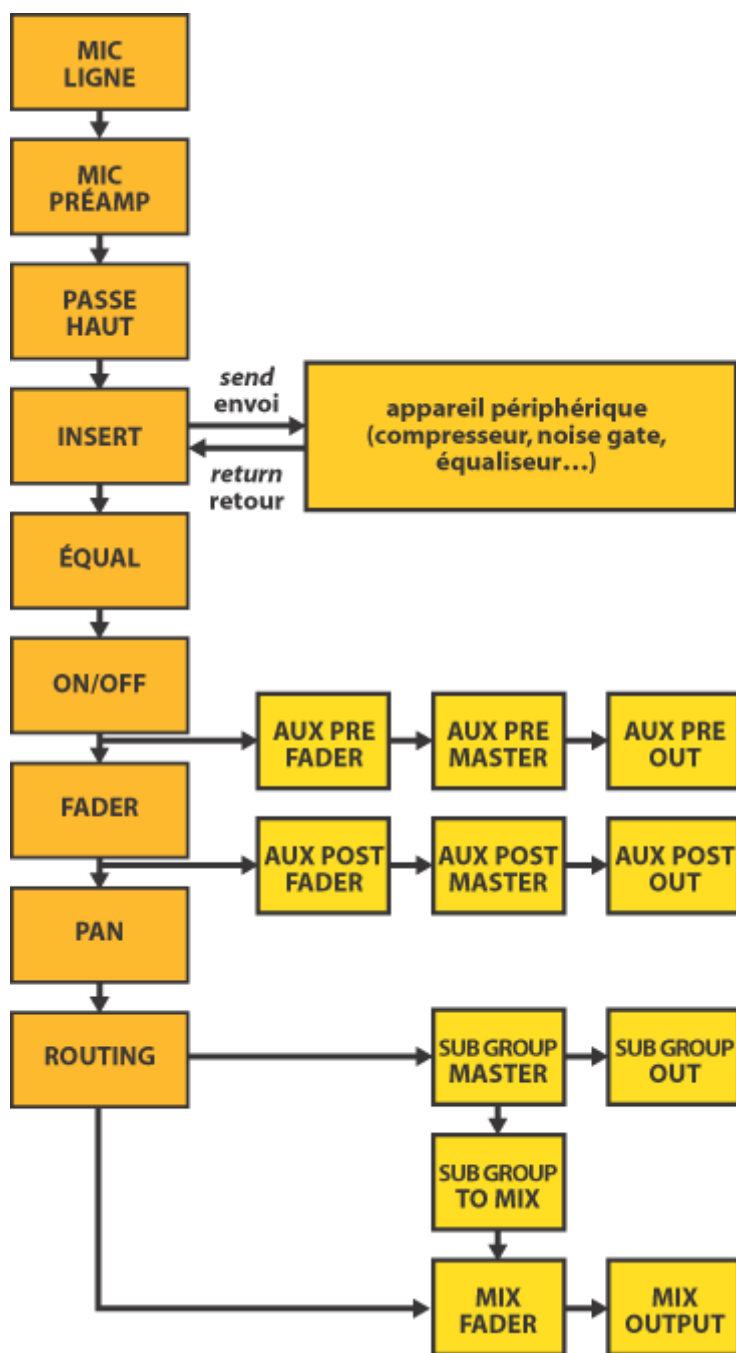 MIC
LIGNE
MIC
PRÉAMP
PASSE
HAUT
send
envoi
INSERT
return
retour
appareil périphérique
(compresseur, noise gate,
équaliseur...)
ÉQUAL
ON/OFF
AUX PRE
FADER
AUX PRE
MASTER
AUX PRE
OUT
FADER
AUX POST
FADER
AUX POST
MASTER
AUX POST
OUT
PAN
ROUTING
SUB GROUP
MASTER
SUB GROUP
OUT
SUB GROUP
TO MIX
MIX
FADER
MIX
OUTPUT